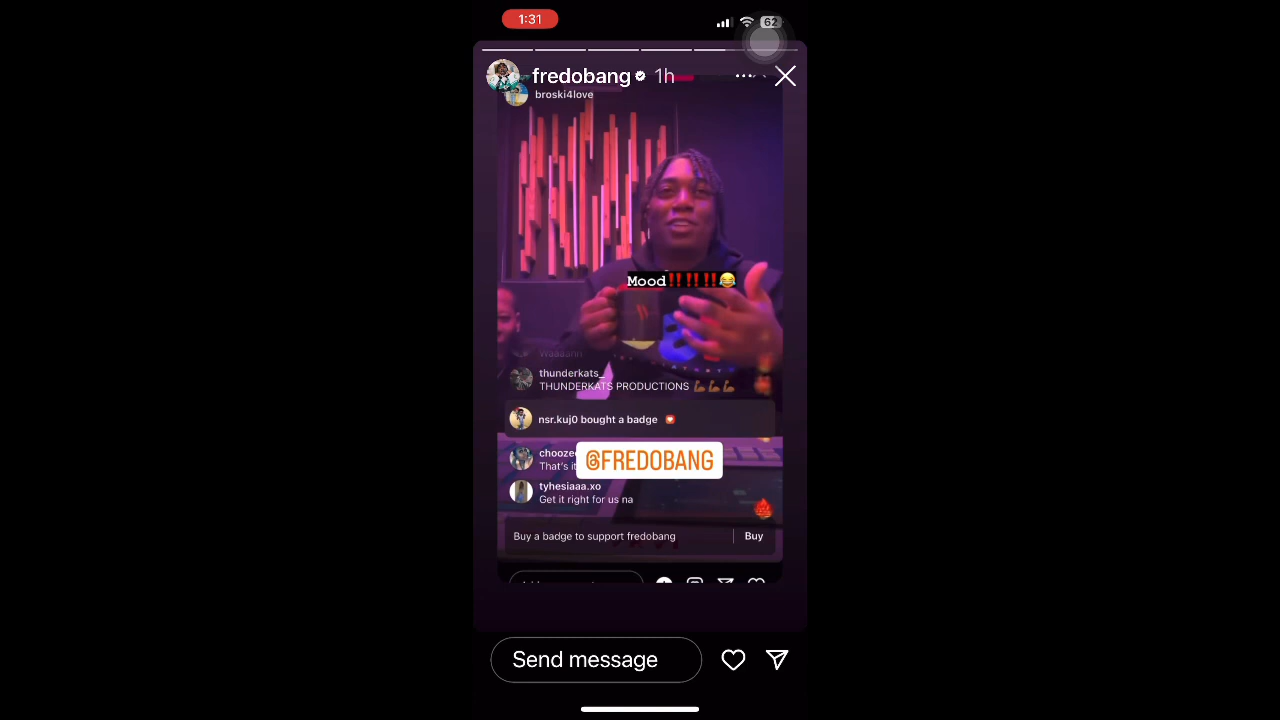 1:31
62
fredobang 1h
broski4love
Mood‼️‼️‼️😂
Waaashh
thunderkats_
THUNDERKATS PRODUCTIONS 💪🏾💪🏾💪🏾
nsr.kuj0 bought a badge
@FREDOBANG
That's it
tyhesiaaa.xo
Get it right for us na
Buy a badge to support fredobang
Buy
Send message